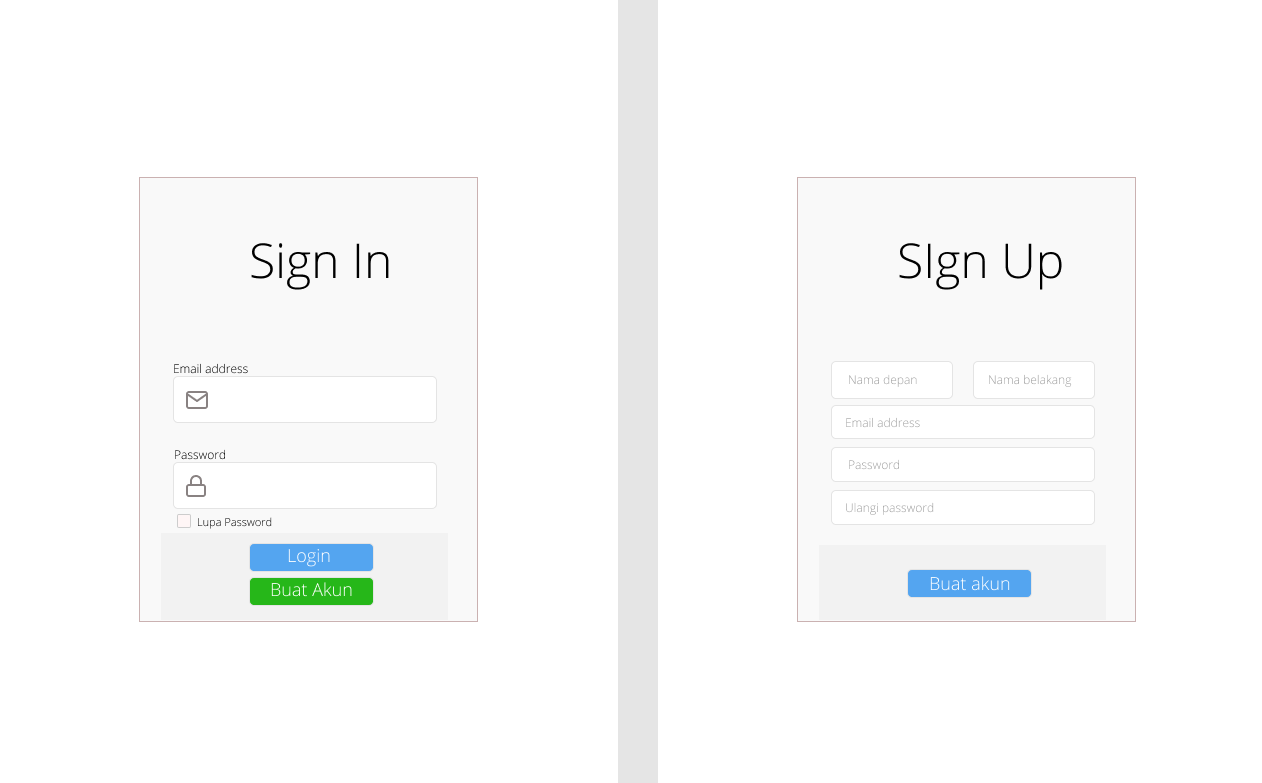 Sign In
Email address
Password
Lupa Password
Login
Buat Akun
SIgn Up
Nama depan
Nama belakang
Email address
Password
Ulangi password
Buat akun